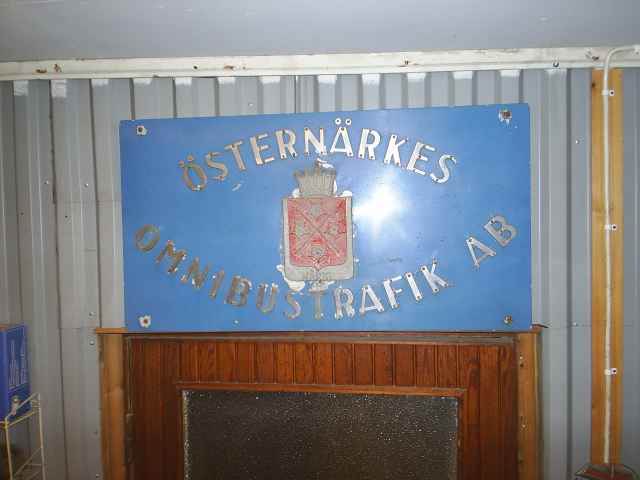 ÖSTERNÄRKES
OMNIBUSTRAFIK AB